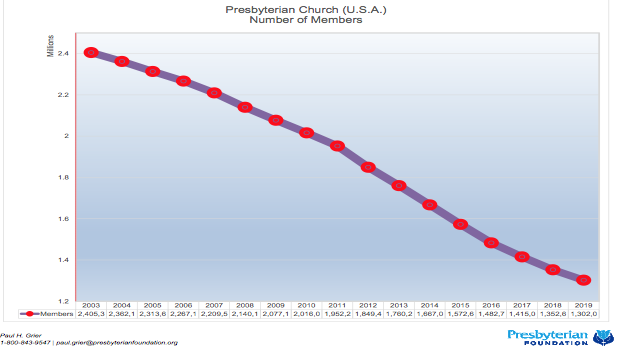 Presbyterian Church (U.S.A.)
Number of Members
Millions
2.4
2.2
2
1.8
1.6
1.4
1.2
2003 2004 2005 2006 2007 2008 2009 2010 2011 2012 2013 2014 2015 2016 2017 2018 2019
Members 2,405,3 2,362,1 2,313,6 2,267,1 2,209,5 2,140,1 2,077,1 2,016,0 1,952,2 1,849,4 1,760,2 1,667,0 1,572,6 1,482,7 1,415,0 1,352,6 1,302,0
Paul H. Grier
1-800-843-9547 | paul.grier@presbyterianfoundation.org
Presbyterian
FOUNDATION